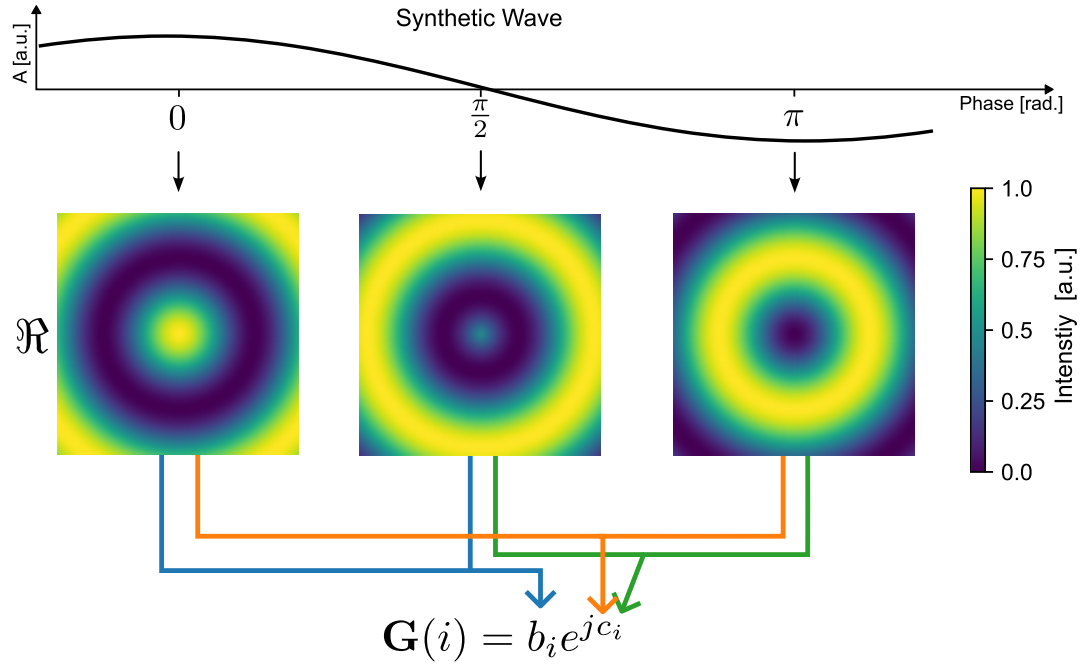 Synthetic Wave
A [a.u.]
Phase [rad.]
0
π/2
π
ℜ
1.0
0.75
0.5
0.25
0.0
Intenstiy [a.u.]
G(i) = b_i e^{jc_i}